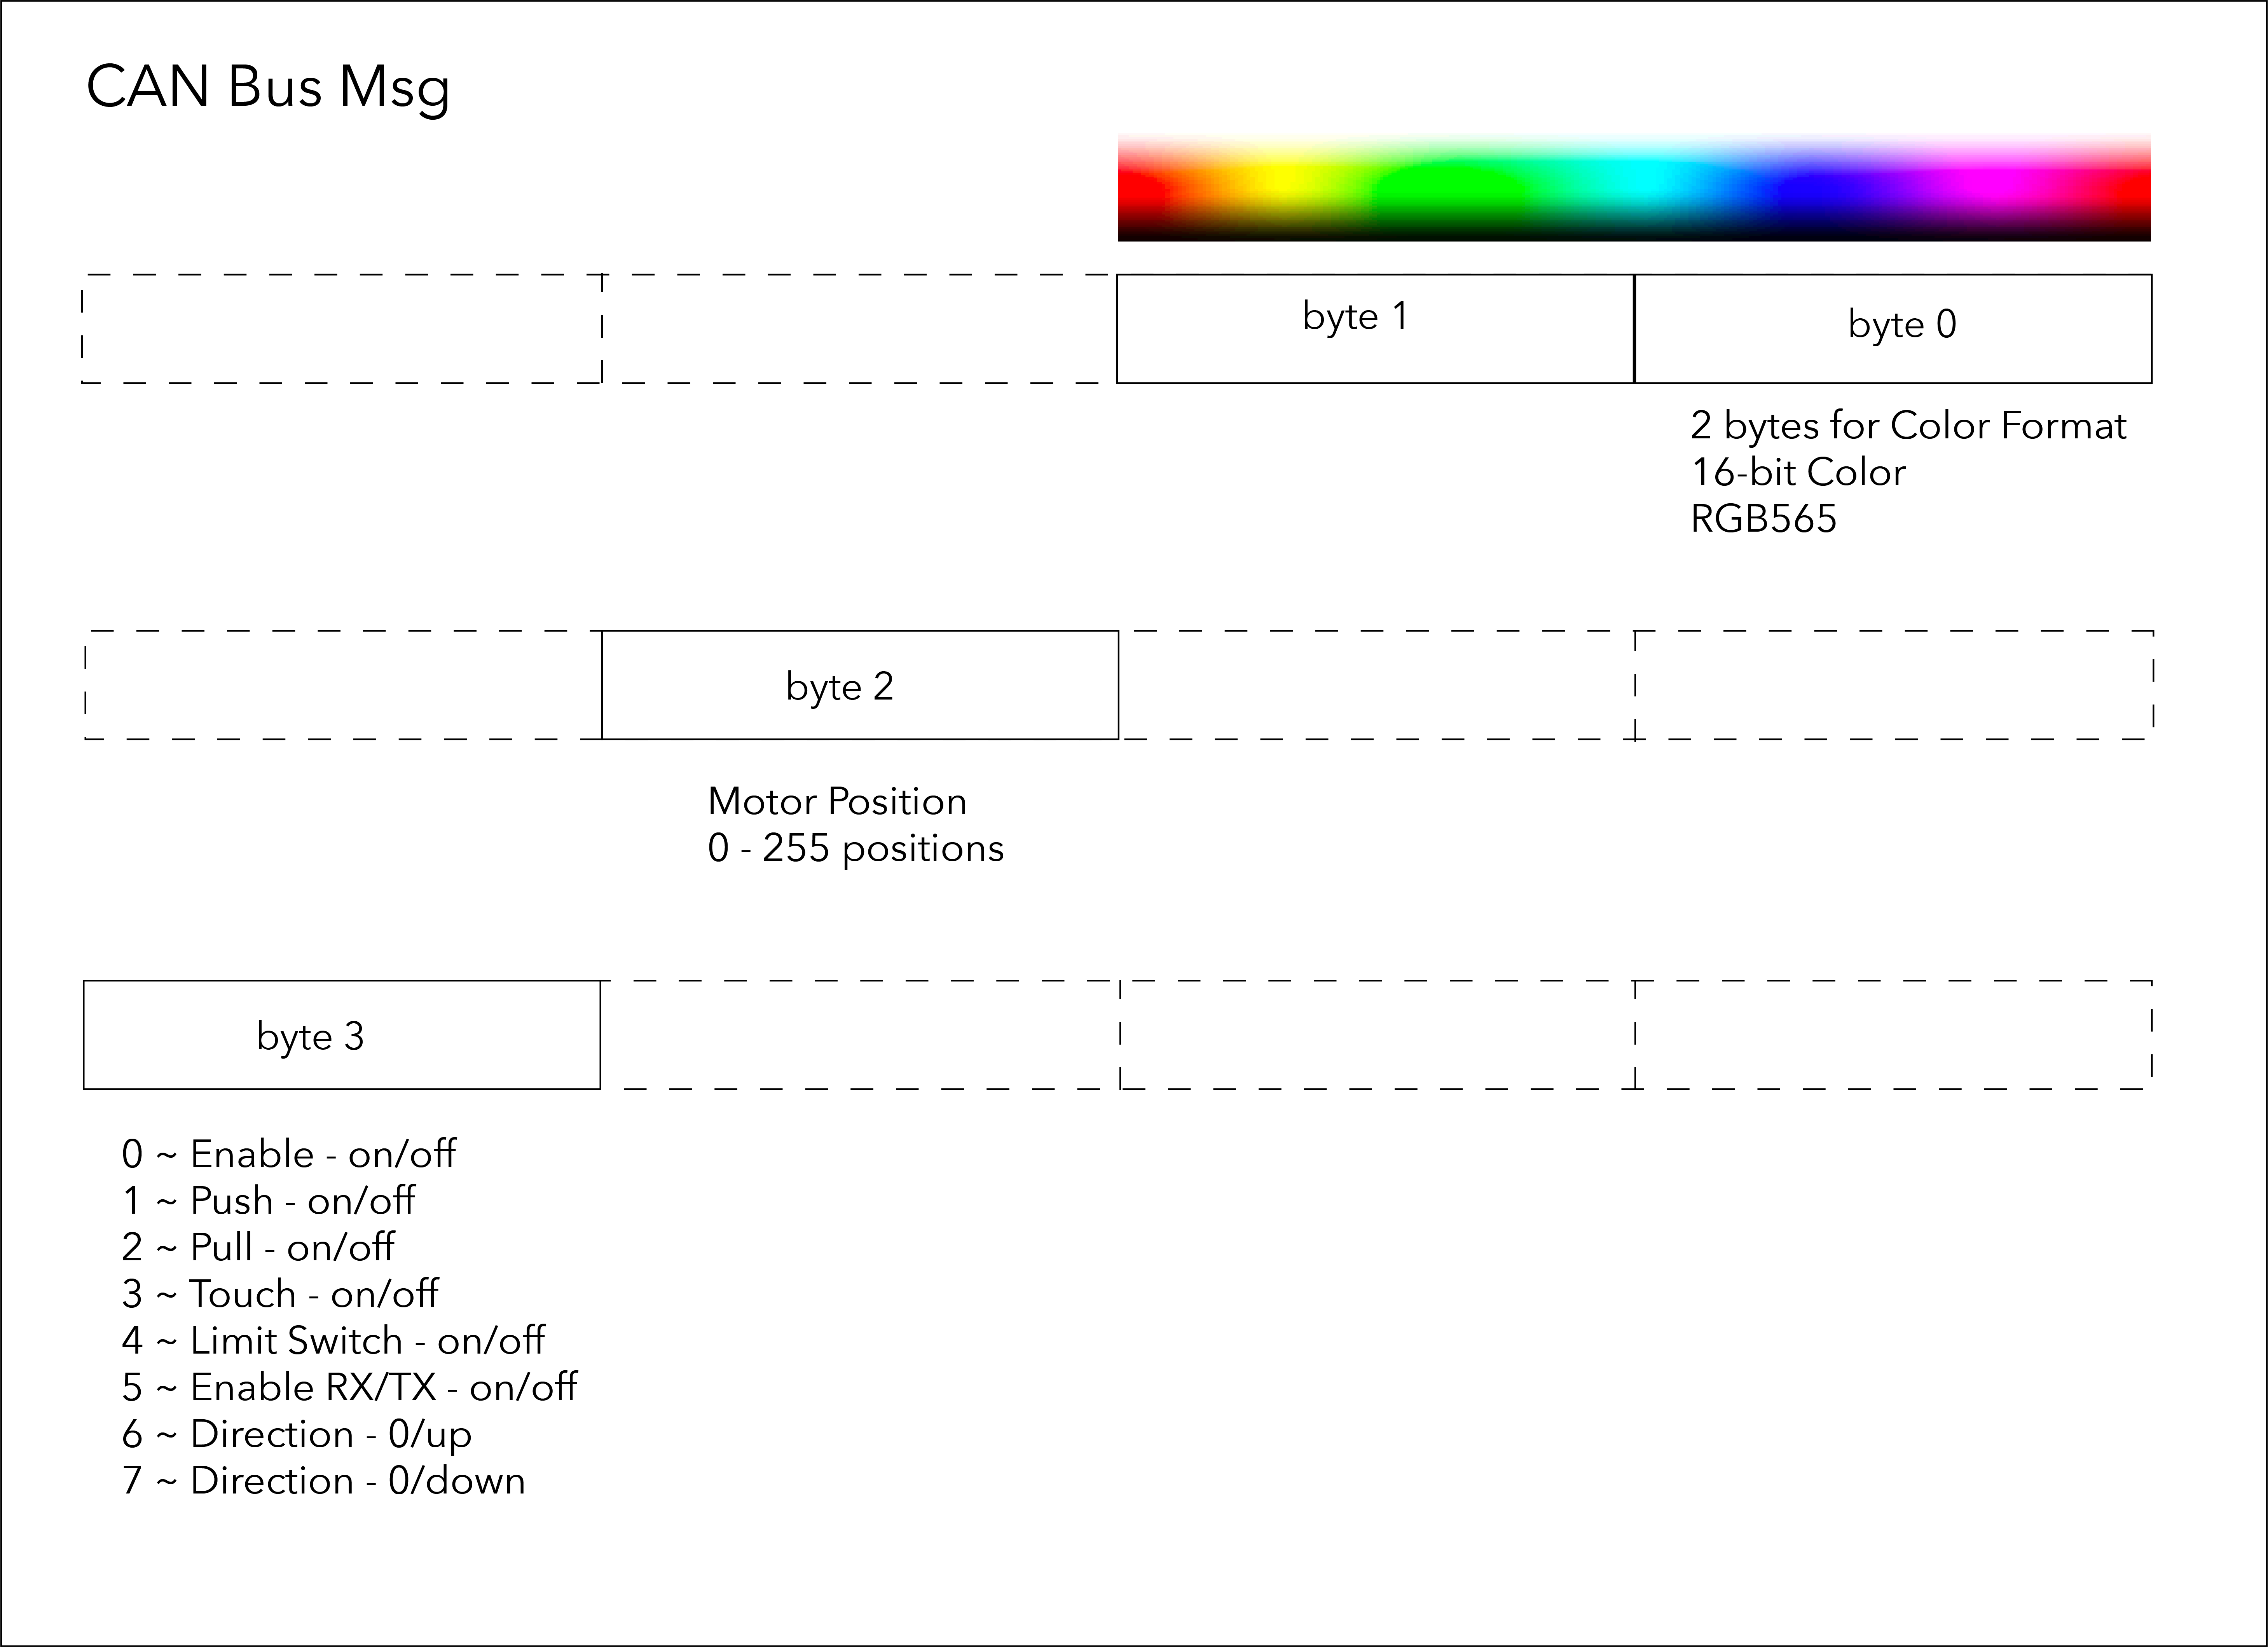 CAN Bus Msg
byte 1
byte 0
2 bytes for Color Format
16-bit Color
RGB565
byte 2
Motor Position
0 - 255 positions
byte 3
0 ~ Enable - on/off
1 ~ Push - on/off
2 ~ Pull - on/off
3 ~ Touch - on/off
4 ~ Limit Switch - on/off
5 ~ Enable RX/TX - on/off
6 ~ Direction - 0/up
7 ~ Direction - 0/down